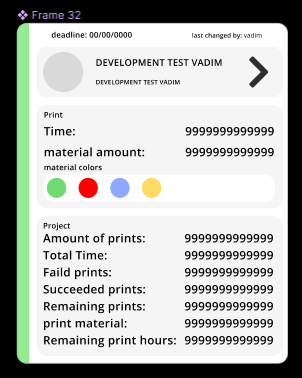 Frame 32
deadline: 00/00/0000 last changed by: vadim
DEVELOPMENT TEST VADIM
DEVELOPMENT TEST VADIM
Print
Time: 9999999999999
material amount: 9999999999999
material colors
Project
Amount of prints: 9999999999999
Total Time: 9999999999999
Faild prints: 9999999999999
Succeeded prints: 9999999999999
Remaining prints: 9999999999999
print material: 9999999999999
Remaining print hours: 9999999999999